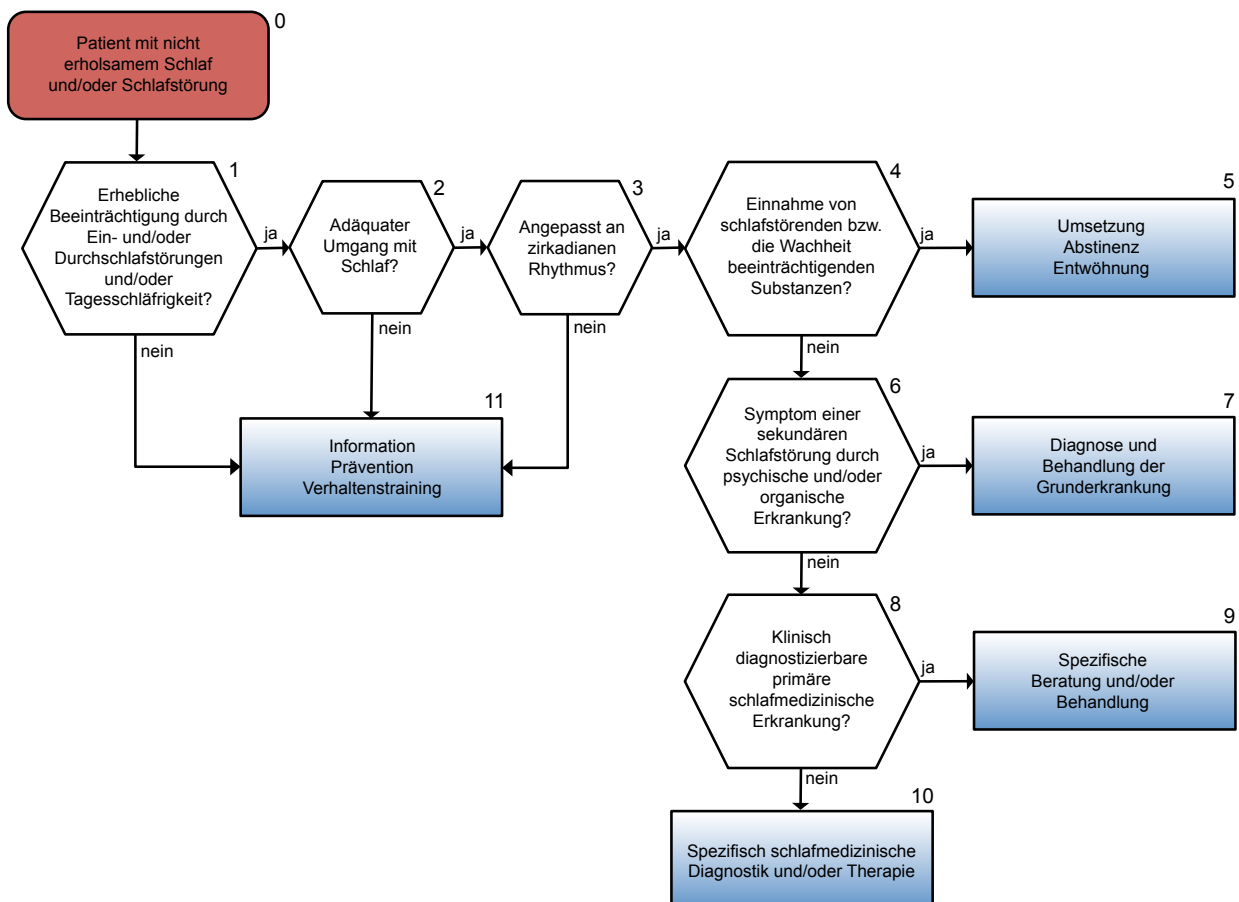 0
Patient mit nicht
erholsamem Schlaf
und/oder Schlafstörung
1
Erhebliche
Beeinträchtigung durch
Ein- und/oder
Durchschlafstörungen
und/oder
Tagesschläfrigkeit?
ja
nein
2
Adäquater
Umgang mit
Schlaf?
ja
nein
3
Angepasst an
zirkadianen
Rhythmus?
ja
nein
4
Einnahme von
schlafstörenden bzw.
die Wachheit
beeinträchtigenden
Substanzen?
ja
nein
5
Umsetzung
Abstinenz
Entwöhnung
6
Symptom einer
sekundären
Schlafstörung durch
psychische und/oder
organische
Erkrankung?
ja
nein
7
Diagnose und
Behandlung der
Grunderkrankung
8
Klinisch
diagnostizierbare
primäre
schlafmedizinische
Erkrankung?
ja
nein
9
Spezifische
Beratung und/oder
Behandlung
10
Spezifisch schlafmedizinische
Diagnostik und/oder Therapie
11
Information
Prävention
Verhaltenstraining